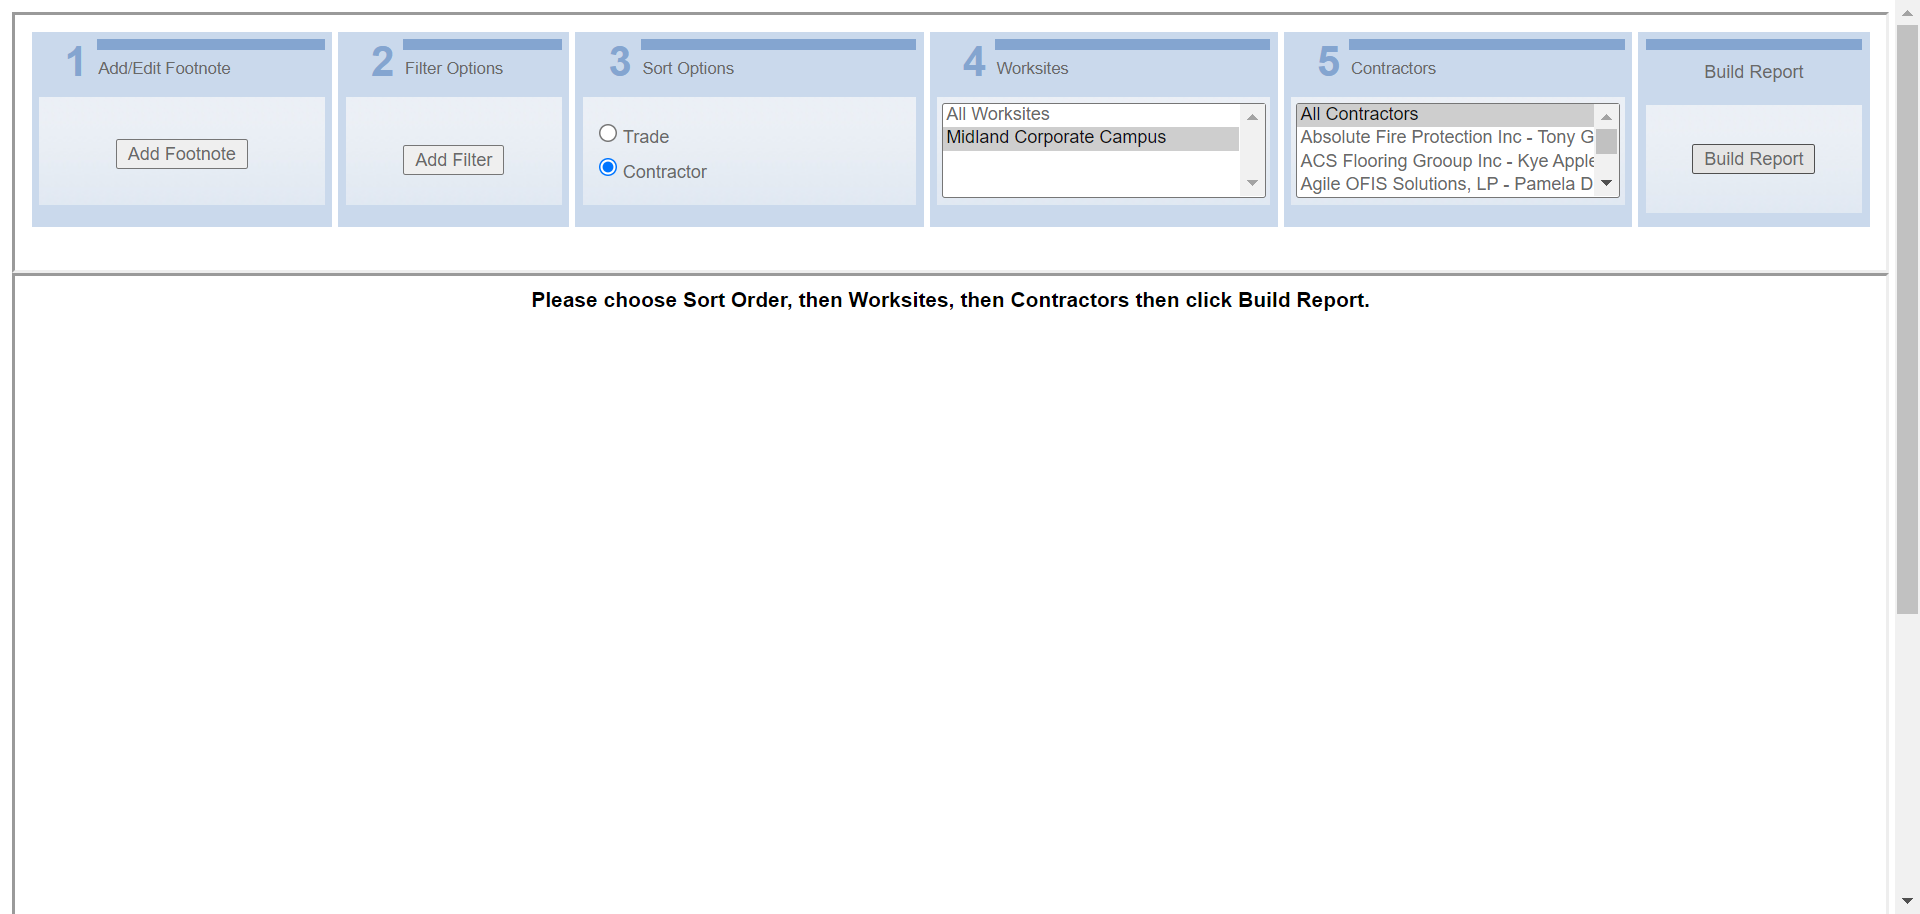 1 Add/Edit Footnote
Add Footnote
2 Filter Options
Add Filter
3 Sort Options
Trade
Contractor
4 Worksites
All Worksites
Midland Corporate Campus
5 Contractors
All Contractors
Absolute Fire Protection Inc - Tony G
ACS Flooring Grooup Inc - Kye Apple
Agile OFIS Solutions, LP - Pamela D
Build Report
Build Report
Please choose Sort Order, then Worksites, then Contractors then click Build Report.